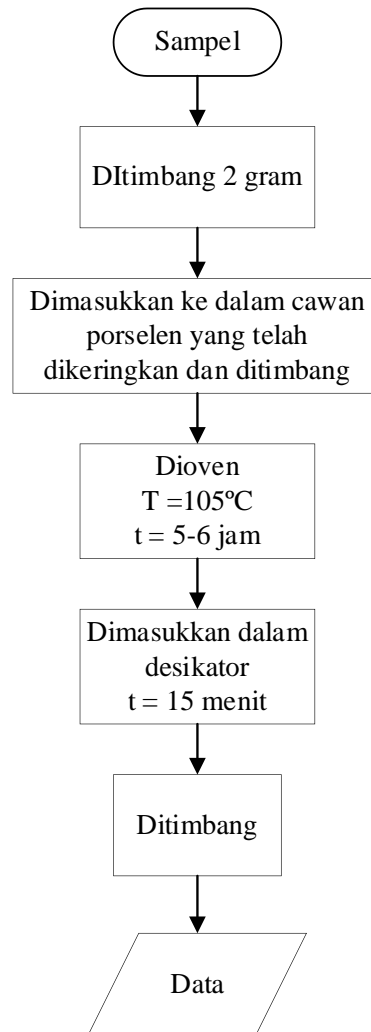 Sampel
DItimbang 2 gram
Dimasukkan ke dalam cawan
porselen yang telah
dikeringkan dan ditimbang
Dioven
T =105ºC
t = 5-6 jam
Dimasukkan dalam
desikator
t = 15 menit
Ditimbang
Data